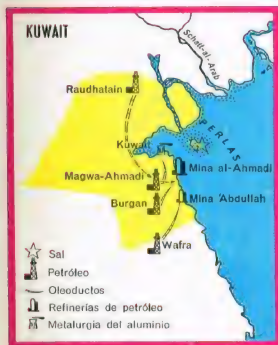 KUWAIT
Schatt-al-Arab
Raudhatain
PERLAS
Kuwait
Mina al-Ahmadi
Magwa-Ahmadi
Burgan
Mina 'Abdullah
Wafra
Sal
Petróleo
Oleoductos
Refinerías de petróleo
Metalurgia del aluminio